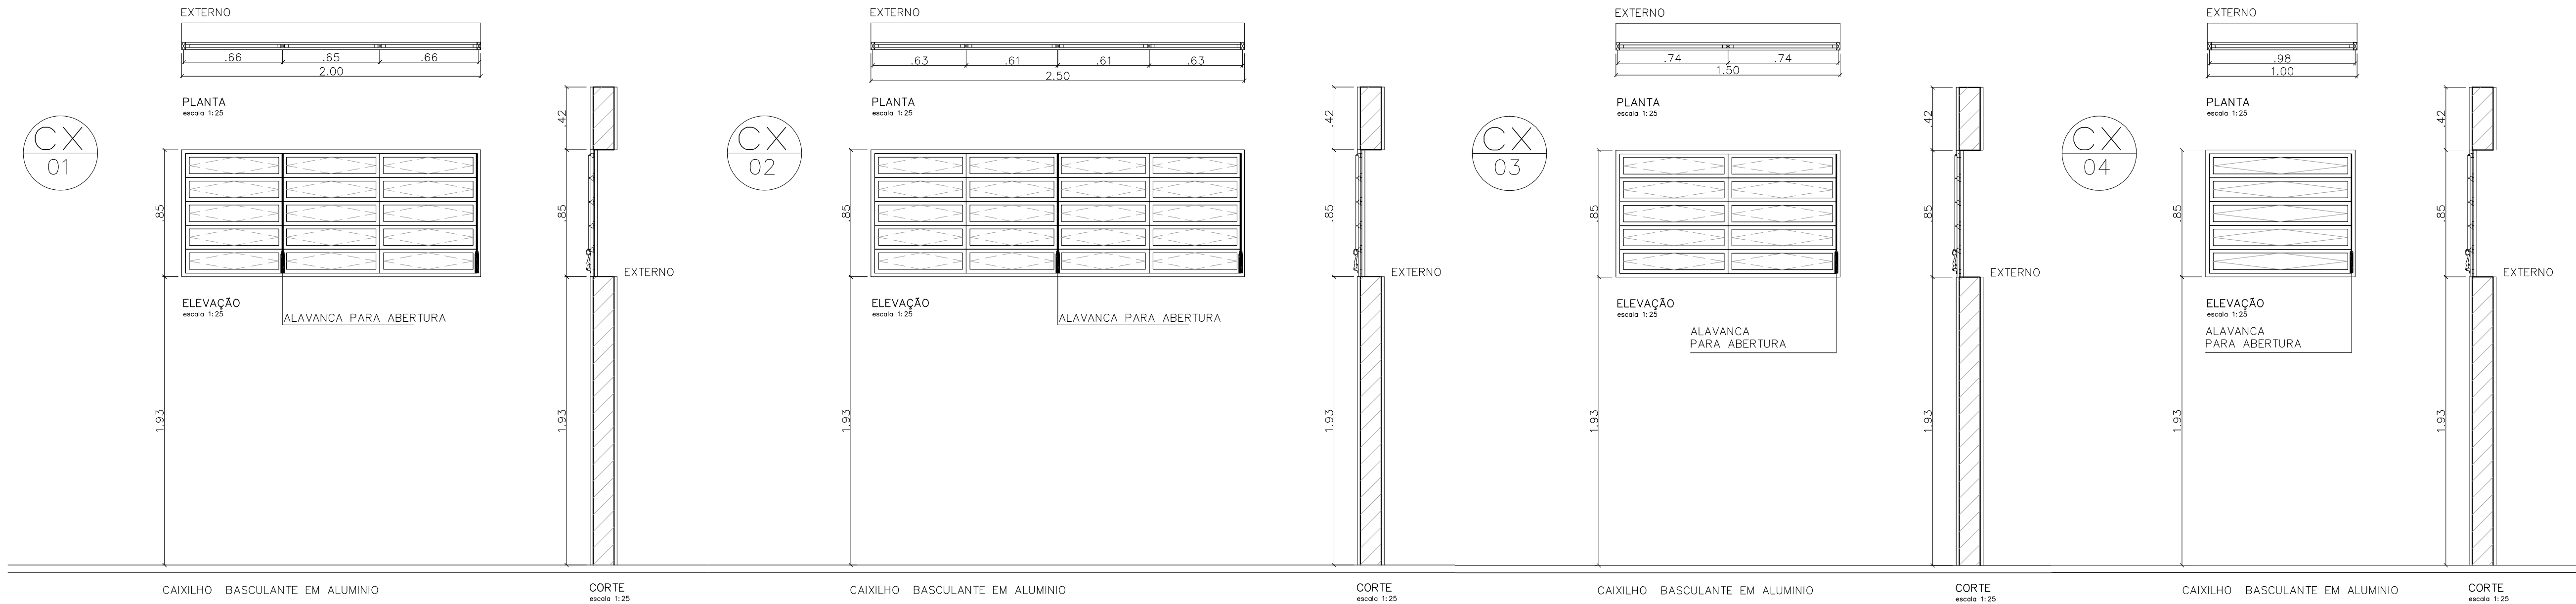 EXTERNO
.66
.65
.66
2.00
PLANTA
escala 1:25
CX
01
.85
ELEVAÇÃO
escala 1:25
ALAVANCA PARA ABERTURA
1.93
CAIXILHO BASCULANTE EM ALUMINIO
.42
.85
EXTERNO
1.93
CORTE
escala 1:25
EXTERNO
.63
.61
.61
.63
2.50
PLANTA
escala 1:25
CX
02
.85
ELEVAÇÃO
escala 1:25
ALAVANCA PARA ABERTURA
1.93
CAIXILHO BASCULANTE EM ALUMINIO
.42
.85
EXTERNO
1.93
CORTE
escala 1:25
EXTERNO
.74
.74
1.50
PLANTA
escala 1:25
CX
03
.85
ELEVAÇÃO
escala 1:25
ALAVANCA
PARA ABERTURA
1.93
CAIXILHO BASCULANTE EM ALUMINIO
.42
.85
EXTERNO
1.93
CORTE
escala 1:25
EXTERNO
.98
1.00
PLANTA
escala 1:25
CX
04
.85
ELEVAÇÃO
escala 1:25
ALAVANCA
PARA ABERTURA
1.93
CAIXILHO BASCULANTE EM ALUMINIO
.42
.85
EXTERNO
1.93
CORTE
escala 1:25